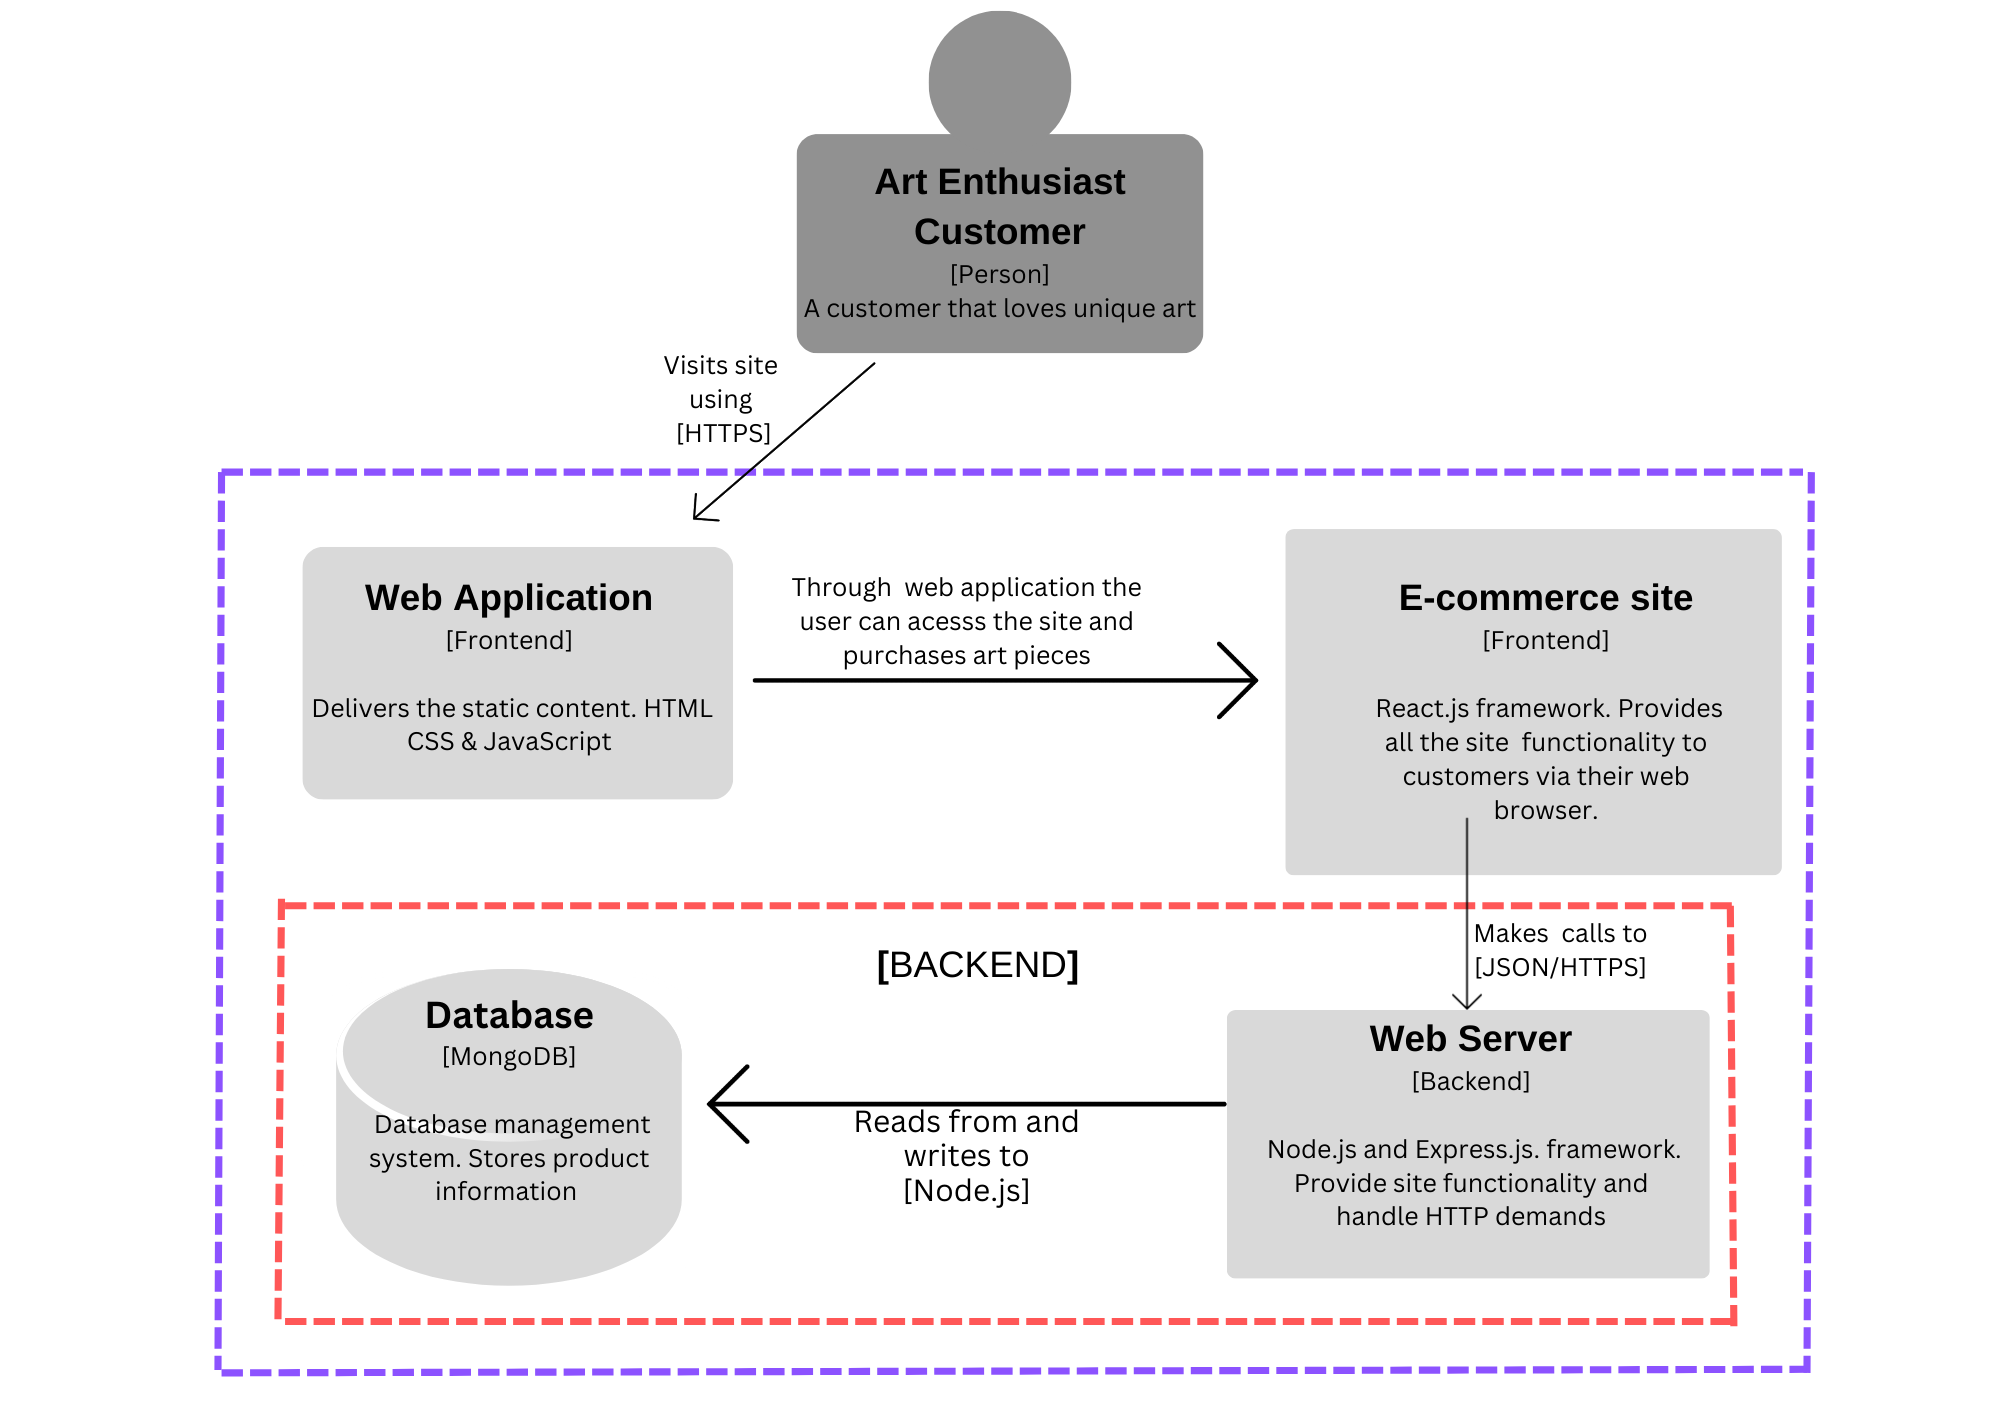 Art Enthusiast
Customer
[Person]
A customer that loves unique art
Visits site
using
[HTTPS]
Web Application
[Frontend]
Delivers the static content. HTML
CSS & JavaScript
Through  web application the
user can acesss the site and
purchases art pieces
E-commerce site
[Frontend]
React.js framework. Provides
all the site  functionality to
customers via their web
browser.
Makes  calls to
[JSON/HTTPS]
[BACKEND]
Database
[MongoDB]
Database management
system. Stores product
information
Reads from and
writes to
[Node.js]
Web Server
[Backend]
Node.js and Express.js. framework.
Provide site functionality and
handle HTTP demands